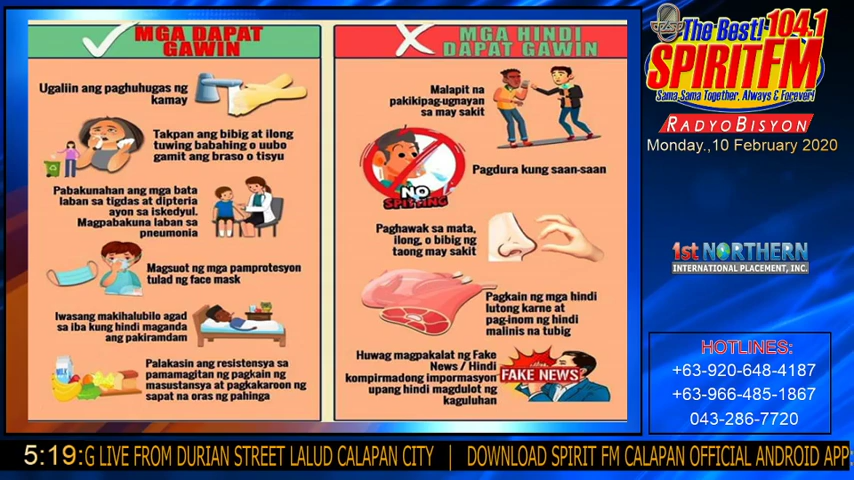 MGA DAPAT
GAWIN
Ugaliin ang paghuhugas ng
kamay
Takpan ang bibig at ilong
tuwing babahing o uubo
gamit ang braso o tisyu
Pabakunahan ang mga bata
laban sa tigdas at dipteria
ayon sa iskedyul.
Magpabakuna laban sa
pneumonia
Magsuot ng mga pamprotesyon
tulad ng face mask
Iwasang makihalubilo agad
sa iba kung hindi maganda
ang pakiramdam
MILK
Palakasin ang resistensya sa
pamamagitan ng pagkain ng
masustansya at pagkakaroon ng
sapat na oras ng pahinga
MGA HINDI
DAPAT GAWIN
Malapit na
pakikipag-ugnayan
sa may sakit
NO
SPITTING
Pagdura kung saan-saan
Paghawak sa mata,
ilong, o bibig ng
taong may sakit
Pagkain ng mga hindi
lutong karne at
pag-inom ng hindi
malinis na tubig
Huwag magpakalat ng Fake
News / Hindi
kompirmadong impormasyon
upang hindi magdulot ng
kaguluhan
FAKE NEWS
The Best! 104.1
SPIRIT FM
Sama Sama Together, Always & Forever!
RADYOBISYON
Monday.,10 February 2020
1st NORTHERN
INTERNATIONAL PLACEMENT, INC.
HOTLINES:
+63-920-648-4187
+63-966-485-1867
043-286-7720
5:19:G LIVE FROM DURIAN STREET LALUD CALAPAN CITY | DOWNLOAD SPIRIT FM CALAPAN OFFICIAL ANDROID APP: